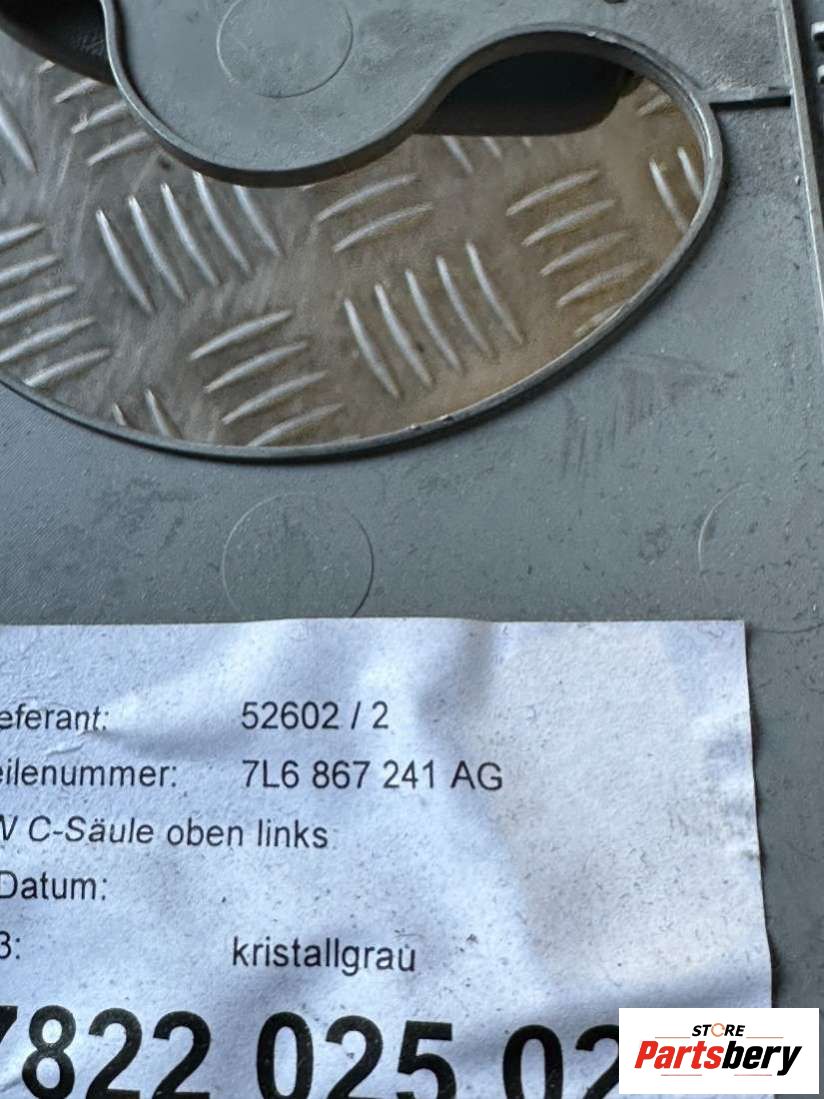 eferant: 52602 / 2
eilenummer: 7L6 867 241 AG
W C-Säule oben links
Datum:
3: kristallgrau
7822 025 02
STORE
Partsbery